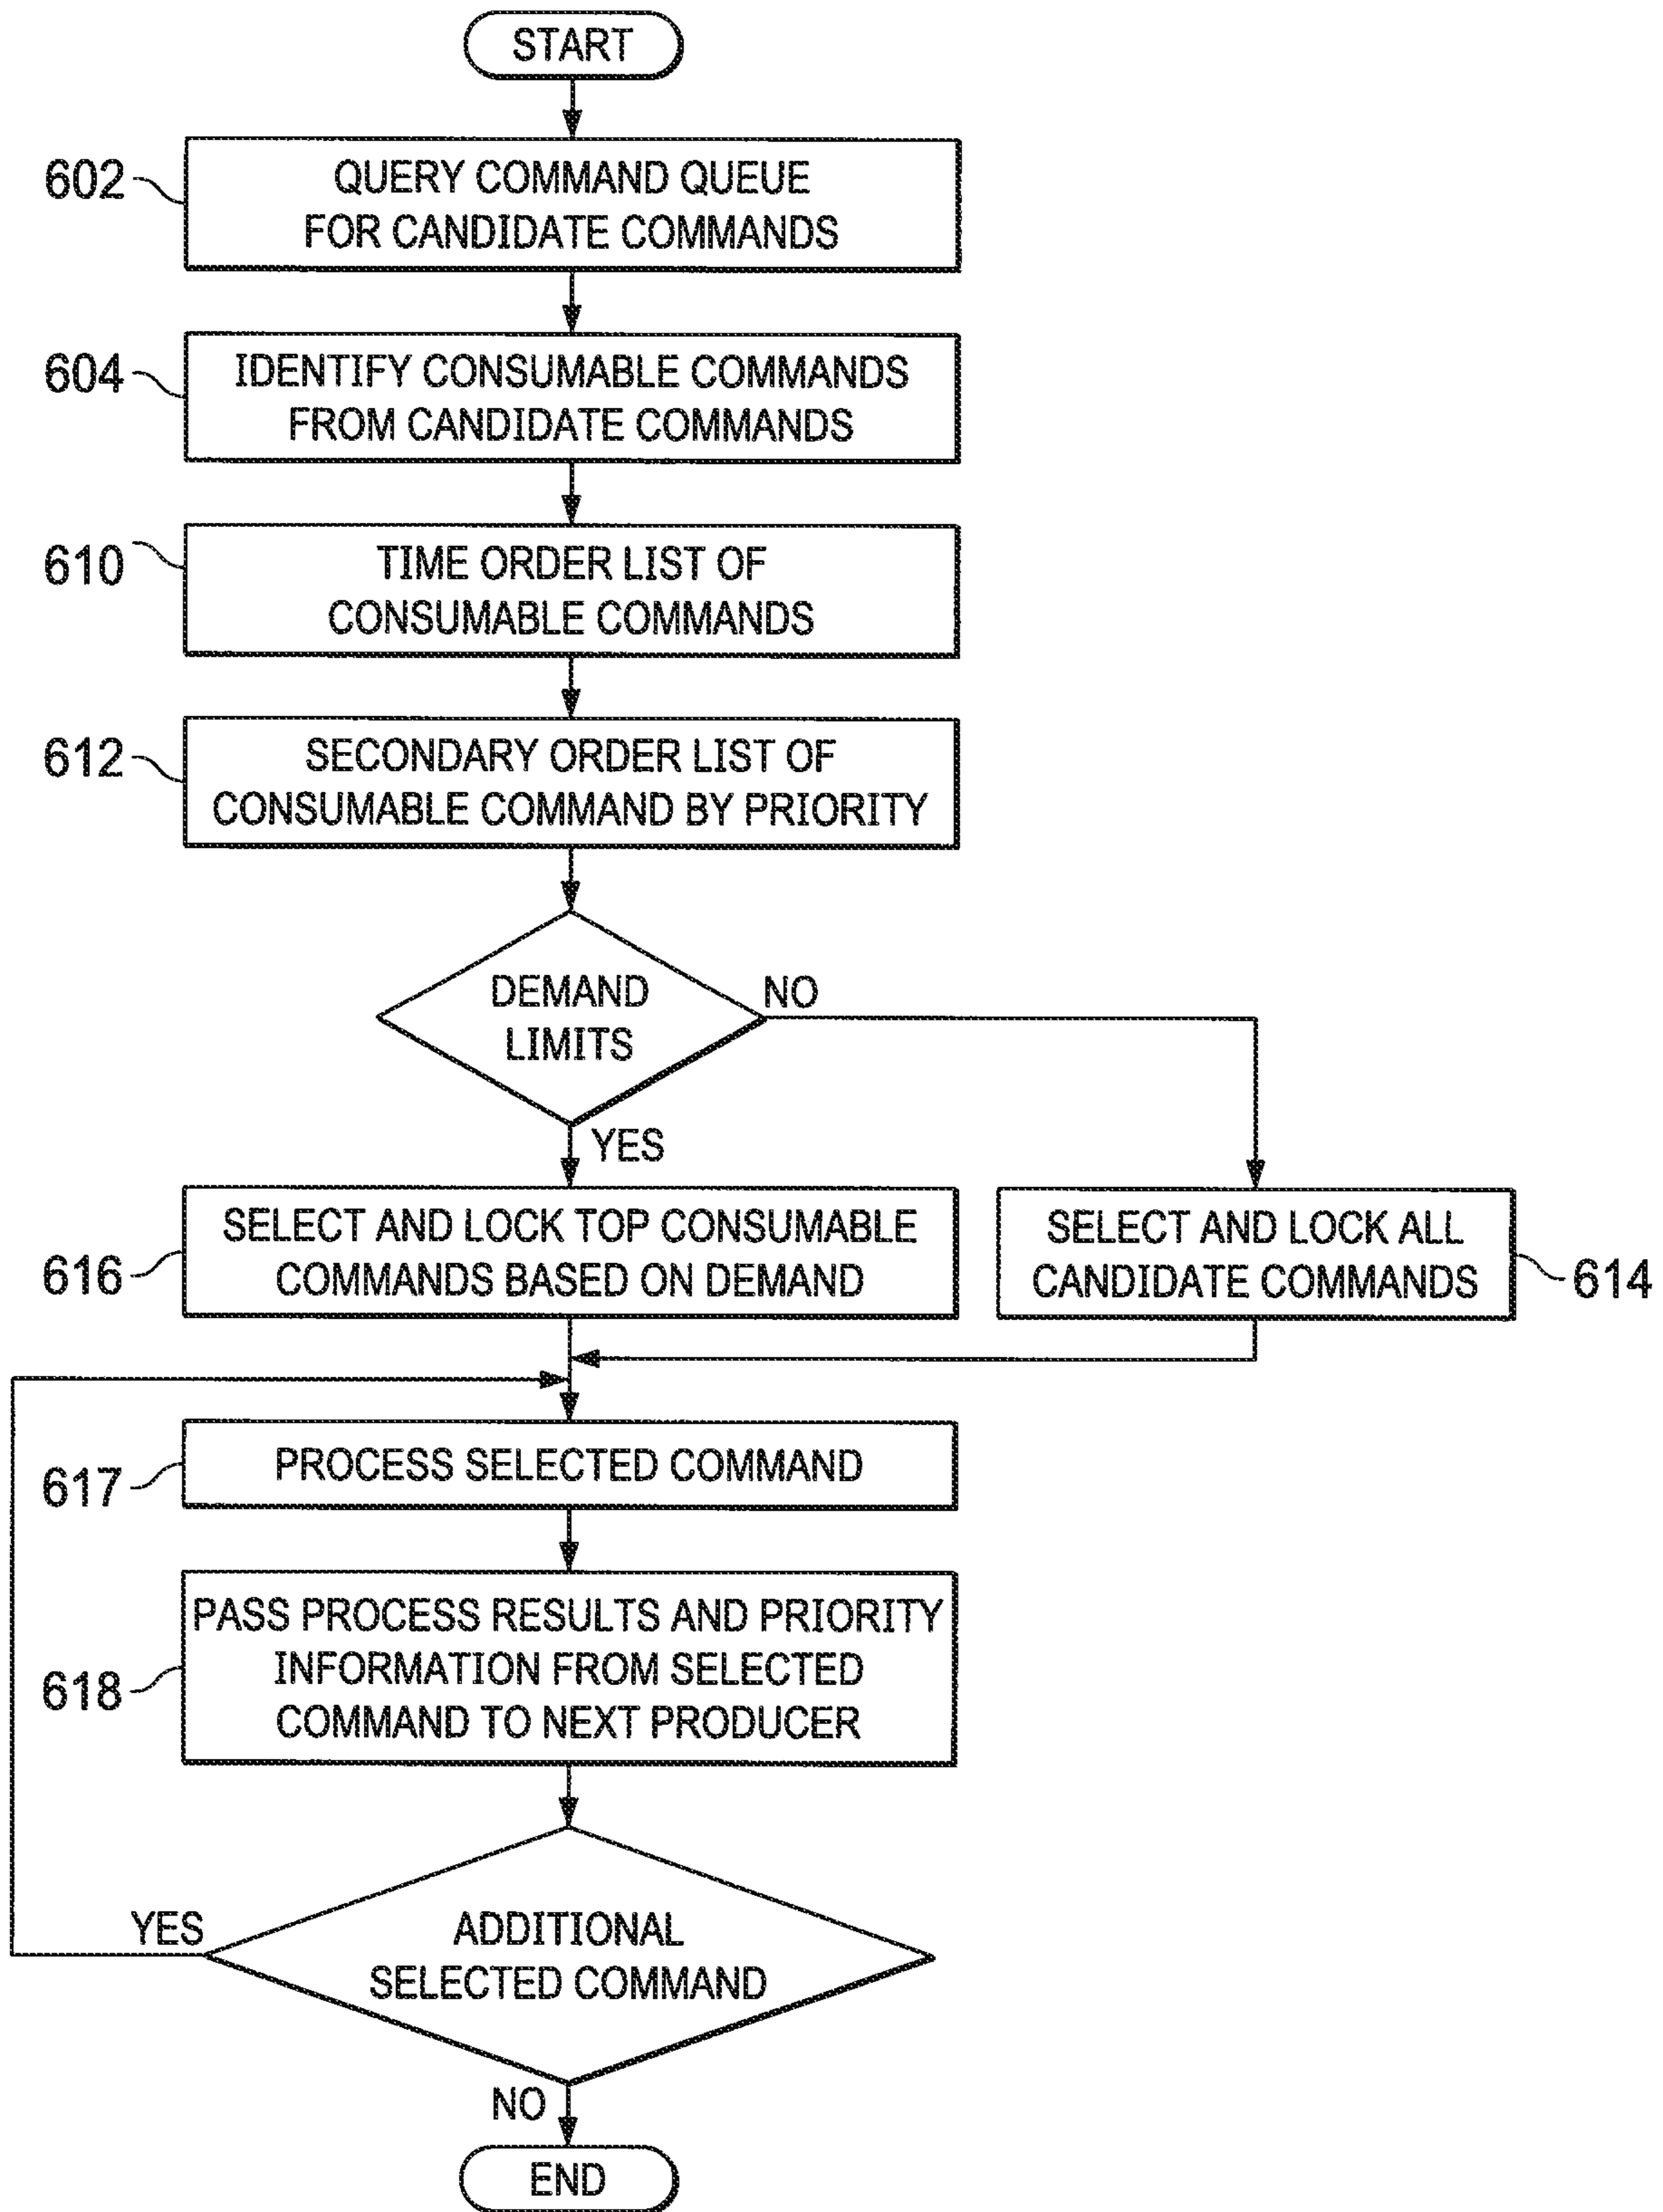 START
602
QUERY COMMAND QUEUE
FOR CANDIDATE COMMANDS
604
IDENTIFY CONSUMABLE COMMANDS
FROM CANDIDATE COMMANDS
610
TIME ORDER LIST OF
CONSUMABLE COMMANDS
612
SECONDARY ORDER LIST OF
CONSUMABLE COMMAND BY PRIORITY
DEMAND
LIMITS
NO
YES
616
SELECT AND LOCK TOP CONSUMABLE
COMMANDS BASED ON DEMAND
SELECT AND LOCK ALL
CANDIDATE COMMANDS
614
617
PROCESS SELECTED COMMAND
618
PASS PROCESS RESULTS AND PRIORITY
INFORMATION FROM SELECTED
COMMAND TO NEXT PRODUCER
YES
ADDITIONAL
SELECTED COMMAND
NO
END